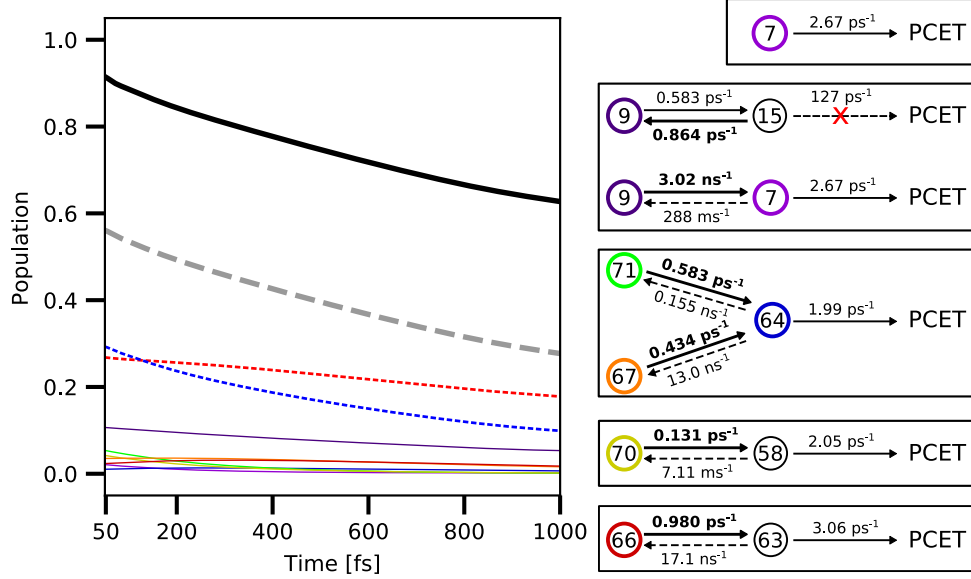 1.0
0.8
0.6
0.4
0.2
0.0
Population
50 200 400 600 800 1000
Time [fs]
7 2.67 ps⁻¹ PCET
9 0.583 ps⁻¹ 0.864 ps⁻¹ 15 127 ps⁻¹ X PCET
9 3.02 ns⁻¹ 288 ms⁻¹ 7 2.67 ps⁻¹ PCET
71 0.583 ps⁻¹ 0.155 ns⁻¹
64 1.99 ps⁻¹ PCET
67 0.434 ps⁻¹ 13.0 ns⁻¹
70 0.131 ps⁻¹ 7.11 ms⁻¹ 58 2.05 ps⁻¹ PCET
66 0.980 ps⁻¹ 17.1 ns⁻¹ 63 3.06 ps⁻¹ PCET